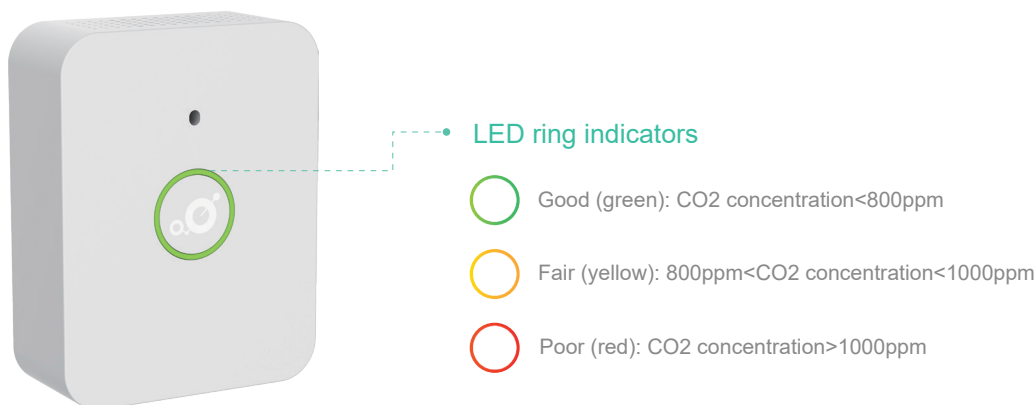 LED ring indicators
Good (green): CO2 concentration<800ppm
Fair (yellow): 800ppm<CO2 concentration<1000ppm
Poor (red): CO2 concentration>1000ppm